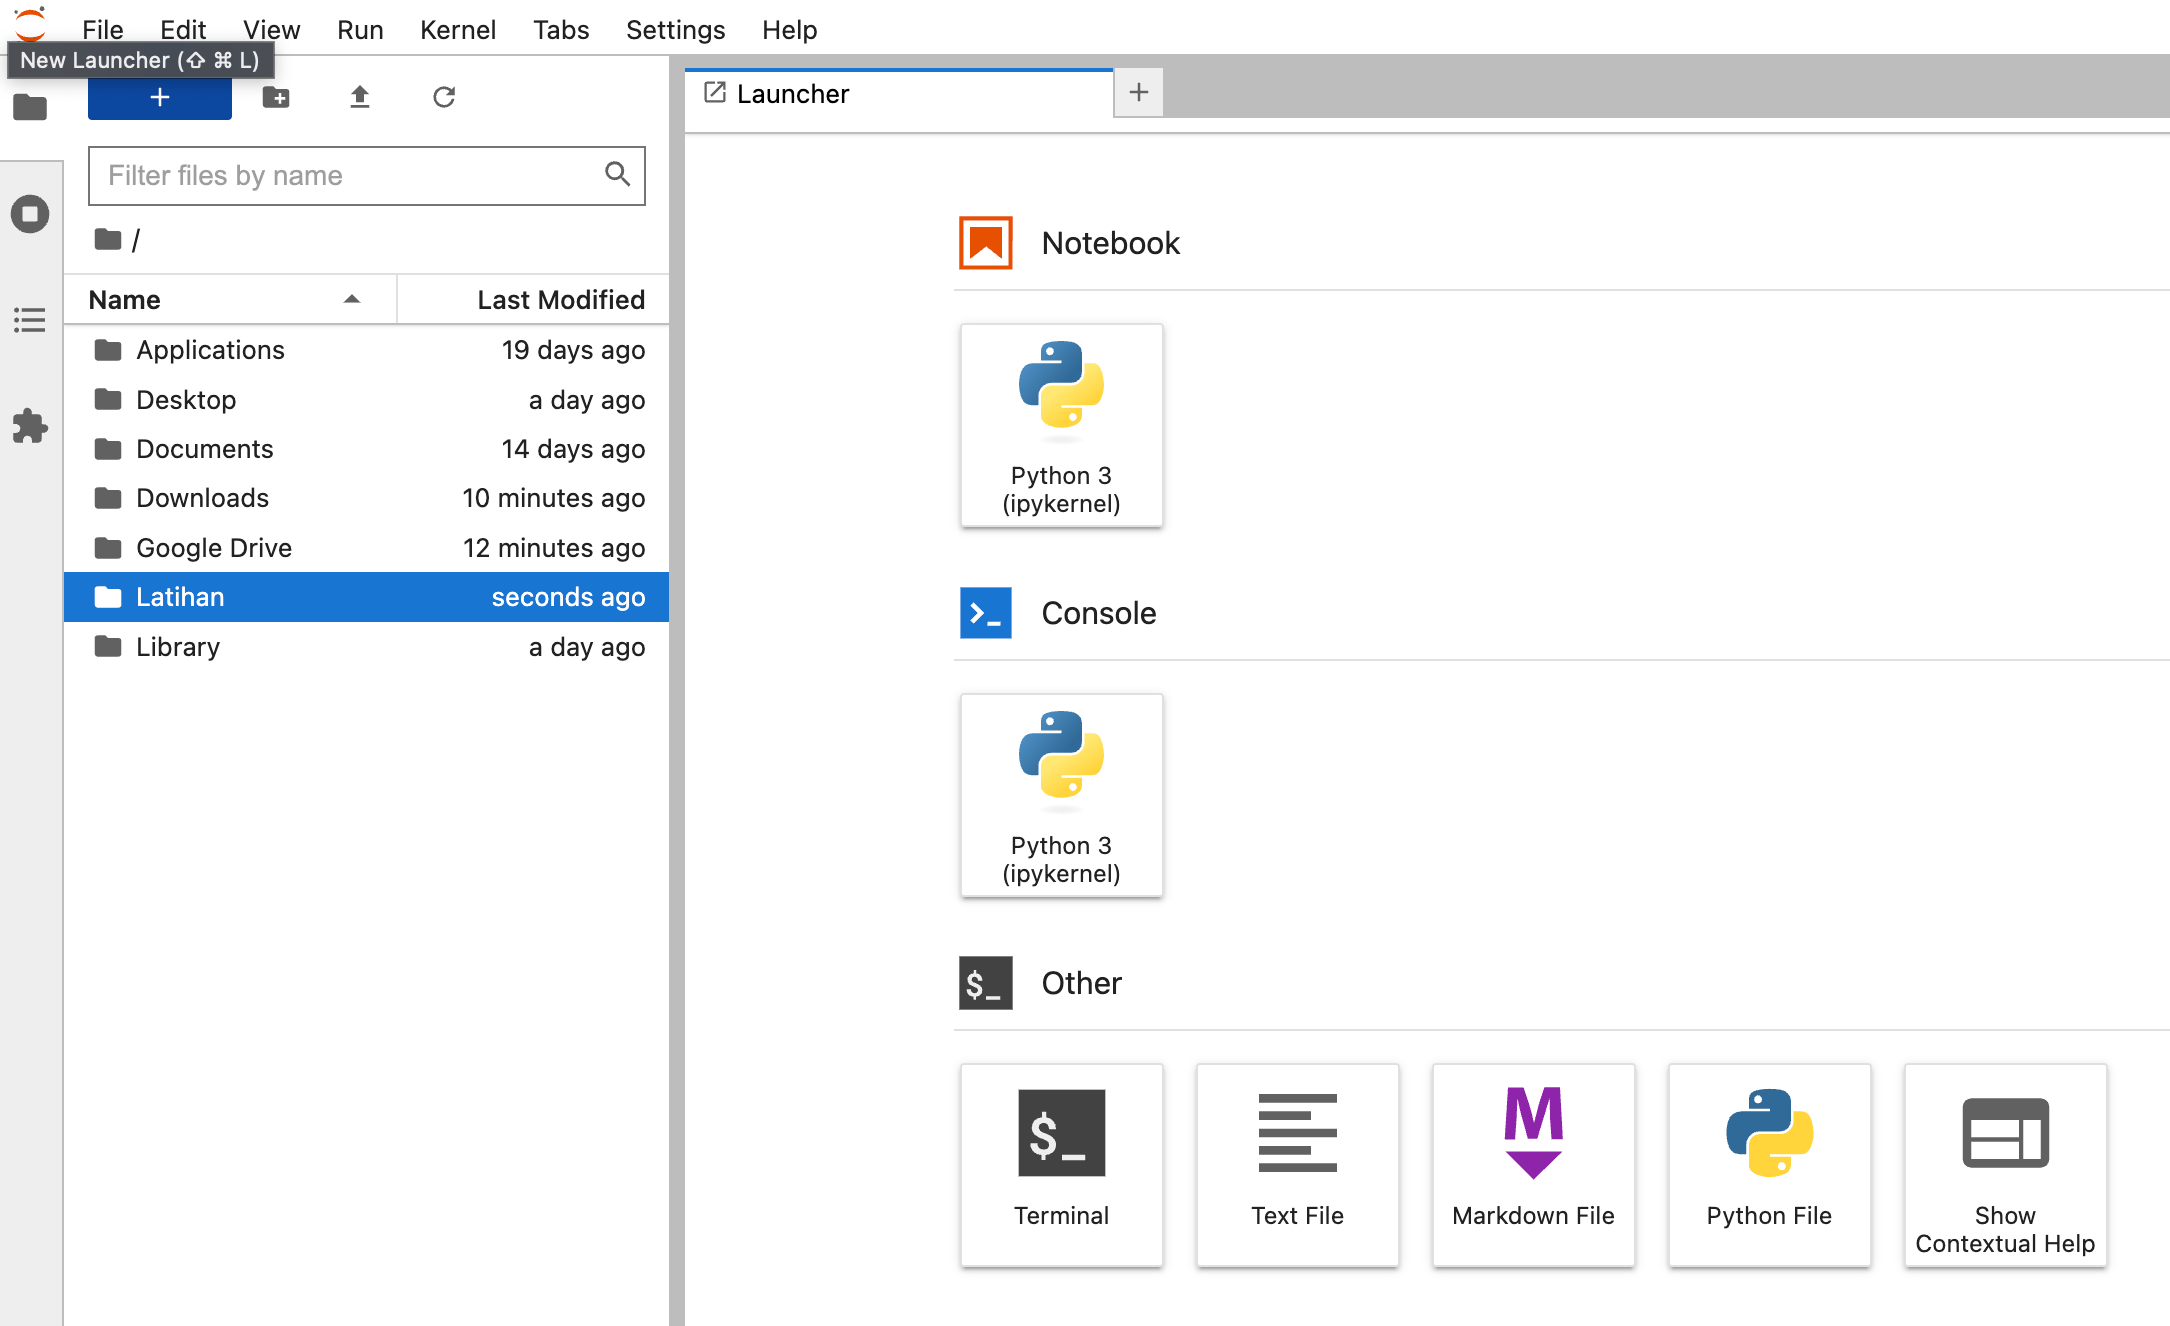 File Edit View Run Kernel Tabs Settings Help
New Launcher (⇧ ⌘ L)
Launcher
Filter files by name
/
Name Last Modified
Applications 19 days ago
Desktop a day ago
Documents 14 days ago
Downloads 10 minutes ago
Google Drive 12 minutes ago
Latihan seconds ago
Library a day ago
Notebook
Python 3
(ipykernel)
Console
Python 3
(ipykernel)
$_ Other
$_
M
Terminal
Text File
Markdown File
Python File
Show
Contextual Help